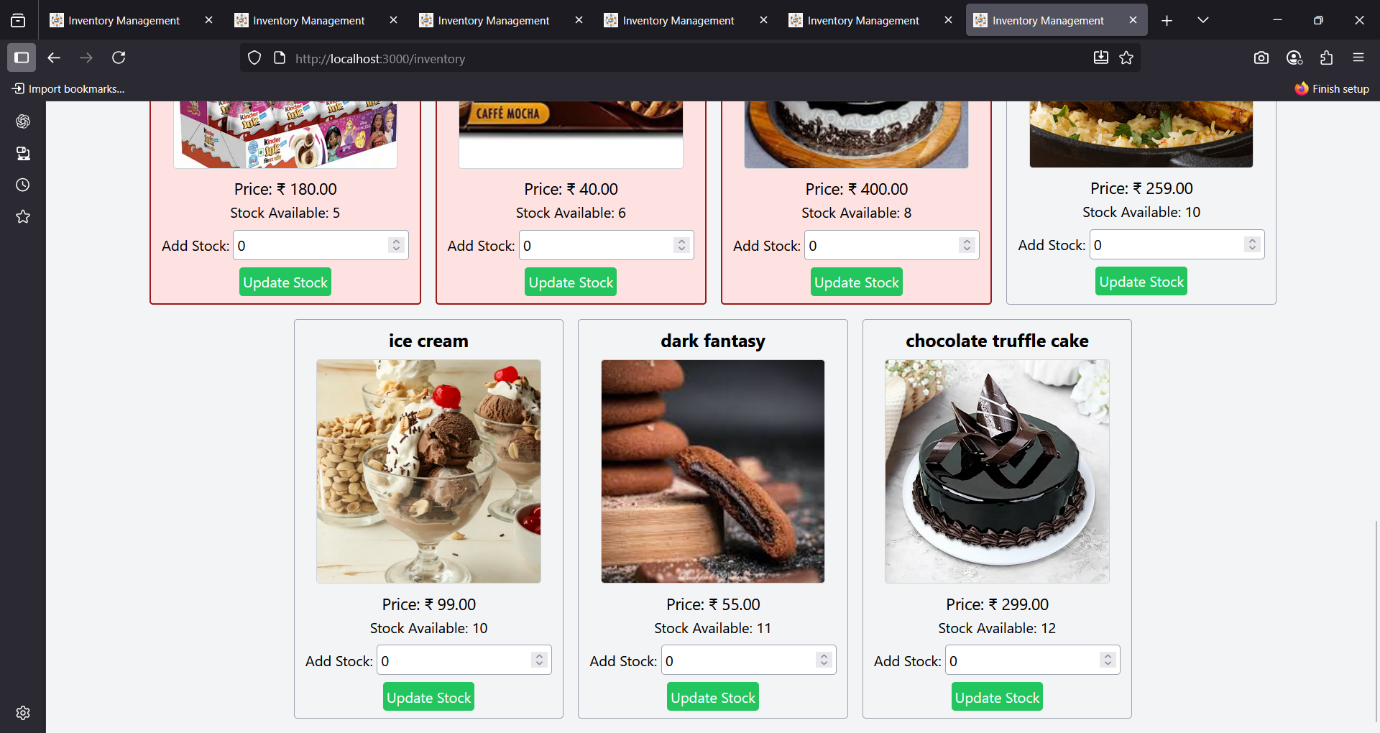 Inventory Management
Inventory Management
Inventory Management
Inventory Management
Inventory Management
Inventory Management
http://localhost:3000/inventory
Import bookmarks...
Finish setup
Kinder
Joy
CAFFÈ MOCHA
Price: ₹ 180.00
Stock Available: 5
Add Stock: 0
Update Stock
Price: ₹ 40.00
Stock Available: 6
Add Stock: 0
Update Stock
Price: ₹ 400.00
Stock Available: 8
Add Stock: 0
Update Stock
Price: ₹ 259.00
Stock Available: 10
Add Stock: 0
Update Stock
ice cream
Price: ₹ 99.00
Stock Available: 10
Add Stock: 0
Update Stock
dark fantasy
Price: ₹ 55.00
Stock Available: 11
Add Stock: 0
Update Stock
chocolate truffle cake
Price: ₹ 299.00
Stock Available: 12
Add Stock: 0
Update Stock